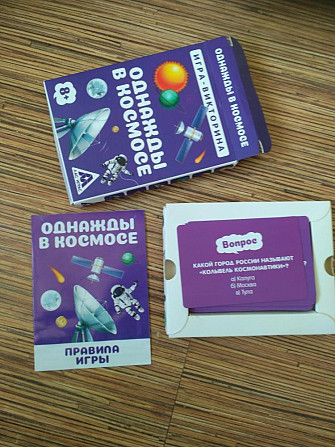 ОДНАЖДЫ В КОСМОСЕ
ИГРА-ВИКТОРИНА
ОДНАЖДЫ
В КОСМОСЕ
8+
ОДНАЖДЫ
В КОСМОСЕ
ПРАВИЛА
ИГРЫ
Вопрос
КАКОЙ ГОРОД РОССИИ НАЗЫВАЮТ
«КОЛЫБЕЛЬ КОСМОНАВТИКИ»?
а) Калуга
б) Москва
в) Тула